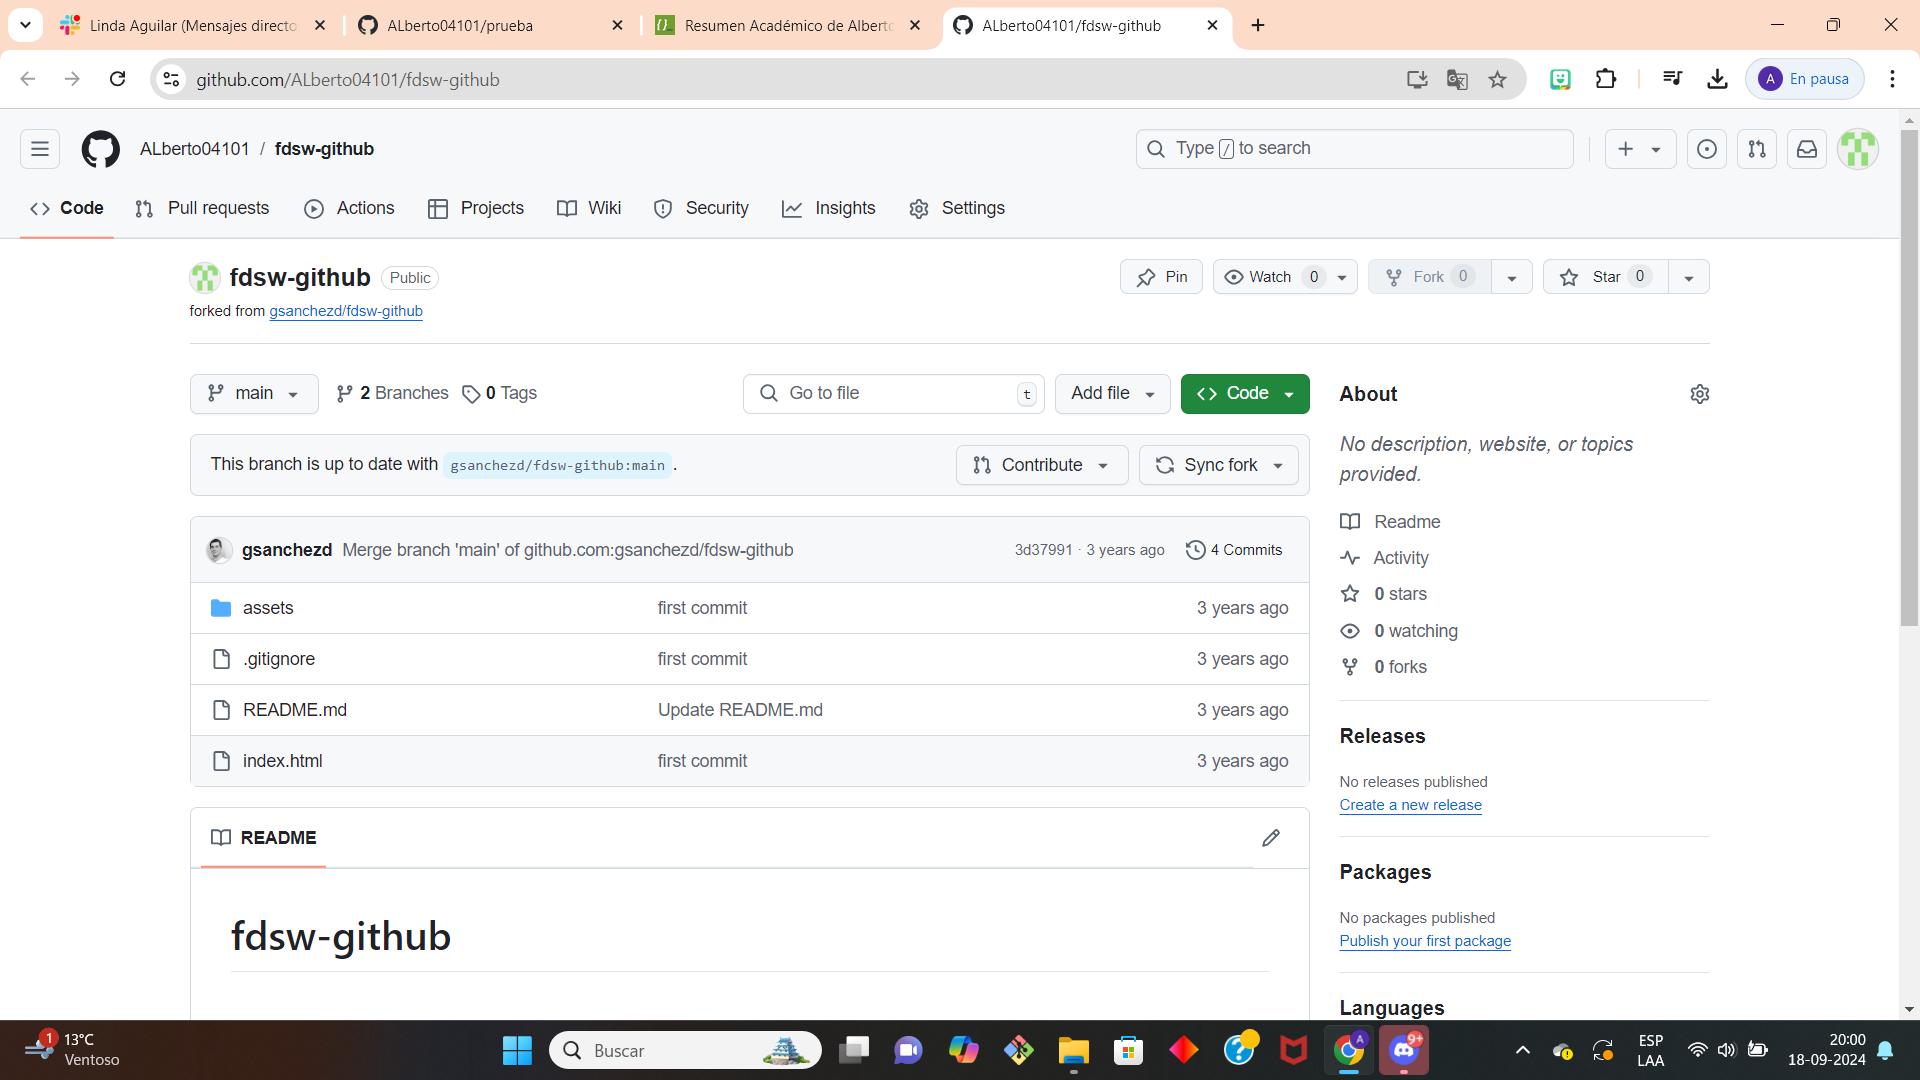 Linda Aguilar (Mensajes directo
ALberto04101/prueba
Resumen Académico de Alberto
ALberto04101/fdsw-github
github.com/ALberto04101/fdsw-github
A En pausa
ALberto04101 / fdsw-github
Type / to search
Code
Pull requests
Actions
Projects
Wiki
Security
Insights
Settings
fdsw-github Public
Pin
Watch 0
Fork 0
Star 0
forked from gsanchezd/fdsw-github
main
2 Branches
0 Tags
Go to file t
Add file
Code
This branch is up to date with gsanchezd/fdsw-github:main .
Contribute
Sync fork
gsanchezd Merge branch 'main' of github.com:gsanchezd/fdsw-github
3d37991 · 3 years ago
4 Commits
assets first commit 3 years ago
.gitignore first commit 3 years ago
README.md Update README.md 3 years ago
index.html first commit 3 years ago
README
fdsw-github
About
No description, website, or topics
provided.
Readme
Activity
0 stars
0 watching
0 forks
Releases
No releases published
Create a new release
Packages
No packages published
Publish your first package
Languages
1
13°C
Ventoso
Buscar
A
9+
ESP
LAA
20:00
18-09-2024